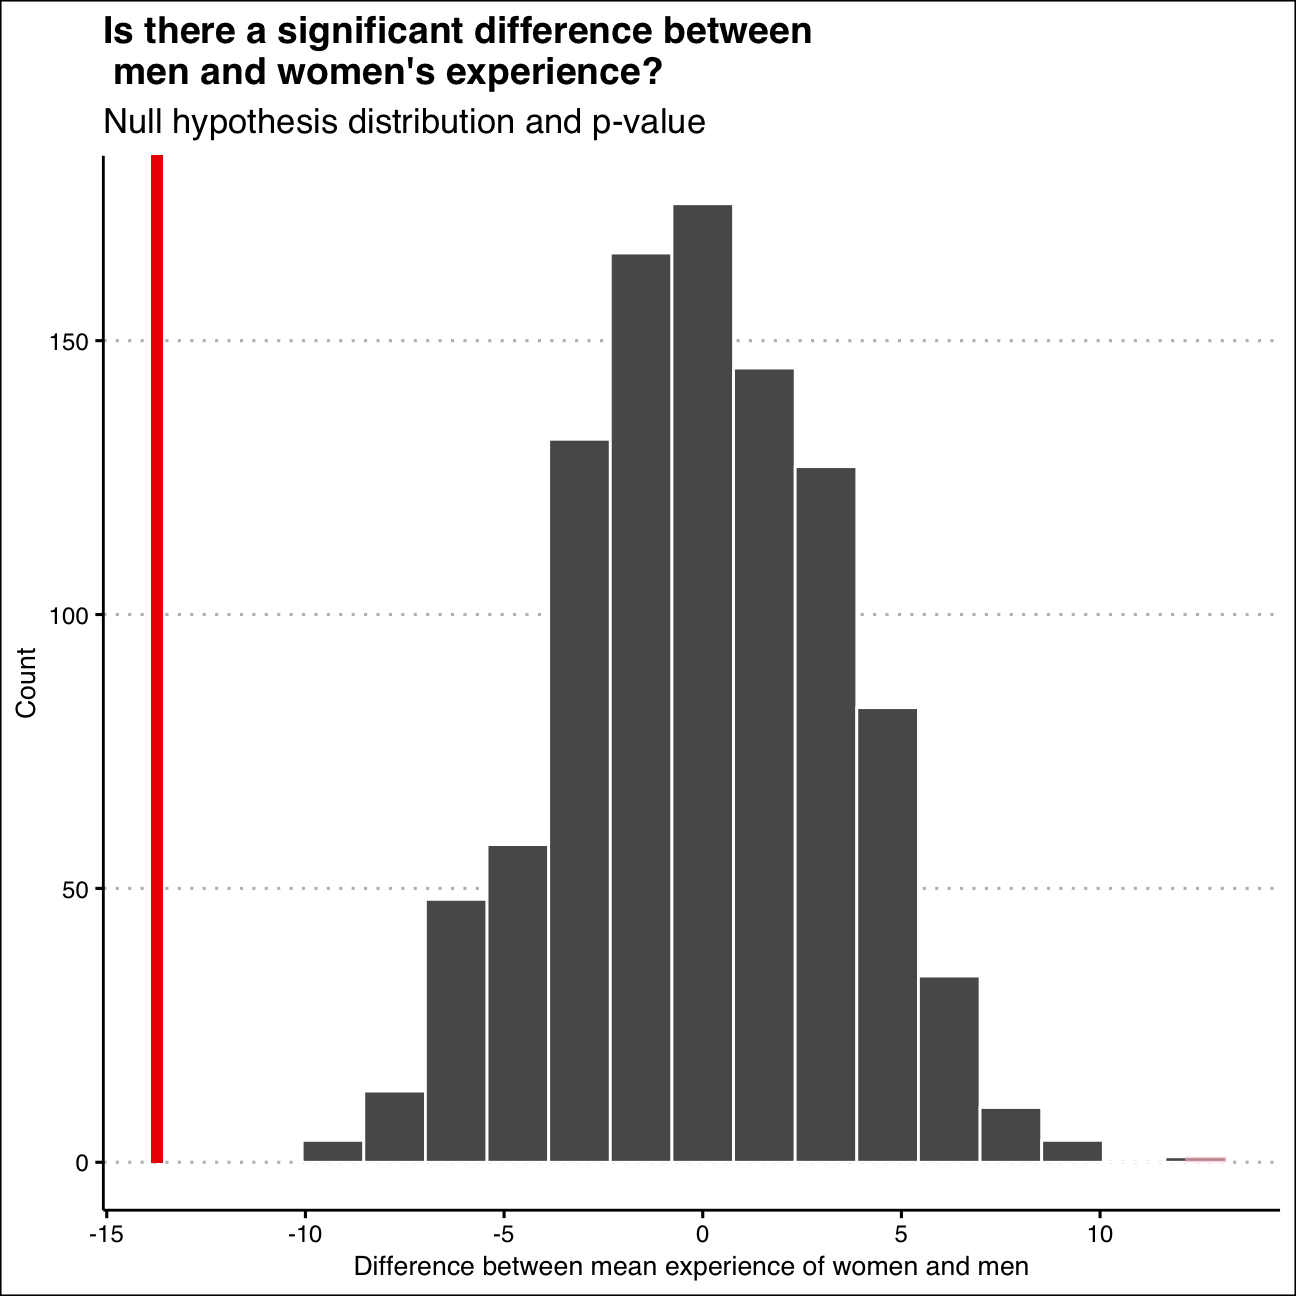 Is there a significant difference between
men and women's experience?
Null hypothesis distribution and p-value
150
100
50
0
Count
-15
-10
-5
0
5
10
Difference between mean experience of women and men